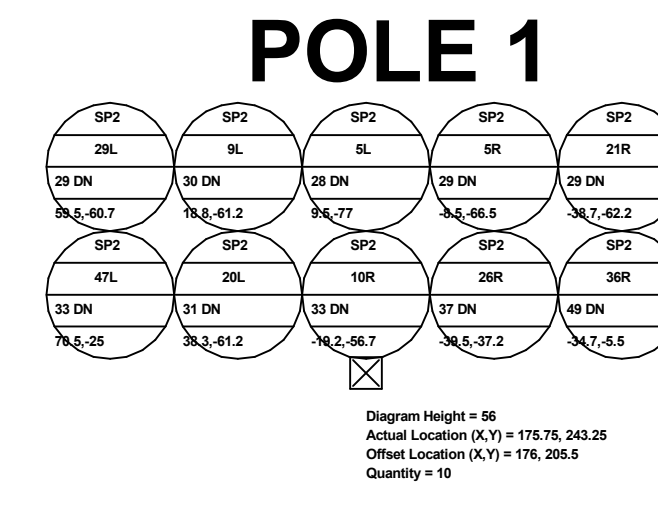 POLE 1
SP2 SP2 SP2 SP2 SP2
29L 9L 5L 5R 21R
29 DN 30 DN 28 DN 29 DN 29 DN
59.5,-60.7 18.8,-61.2 9.5,-77 -8.5,-66.5 -38.7,-62.2
SP2 SP2 SP2 SP2 SP2
47L 20L 10R 26R 36R
33 DN 31 DN 33 DN 37 DN 49 DN
70.5,-25 38.3,-61.2 -19.2,-56.7 -39.5,-37.2 -34.7,-5.5
Diagram Height = 56
Actual Location (X,Y) = 175.75, 243.25
Offset Location (X,Y) = 176, 205.5
Quantity = 10